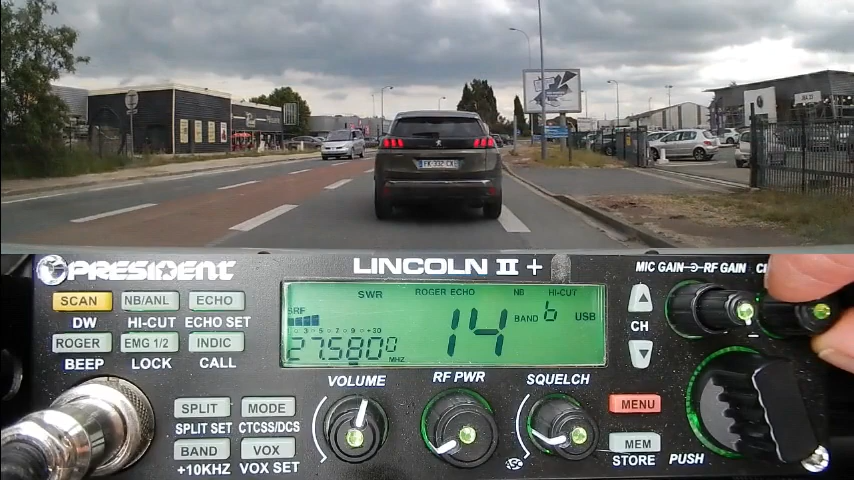 PRESIDENT
LINCOLN II +
MIC GAIN RF GAIN
SCAN
NB/ANL
ECHO
DW
HI-CUT
ECHO SET
ROGER
EMG 1/2
INDIC
BEEP
LOCK
CALL
SWR
ROGER ECHO
NB
HI-CUT
SRF
14
BAND
6
USB
27.5800
MHZ
CH
VOLUME
RF PWR
SQUELCH
SPLIT
MODE
SPLIT SET
CTCSS/DCS
BAND
VOX
+10KHZ
VOX SET
MENU
MEM
STORE
PUSH
ASC